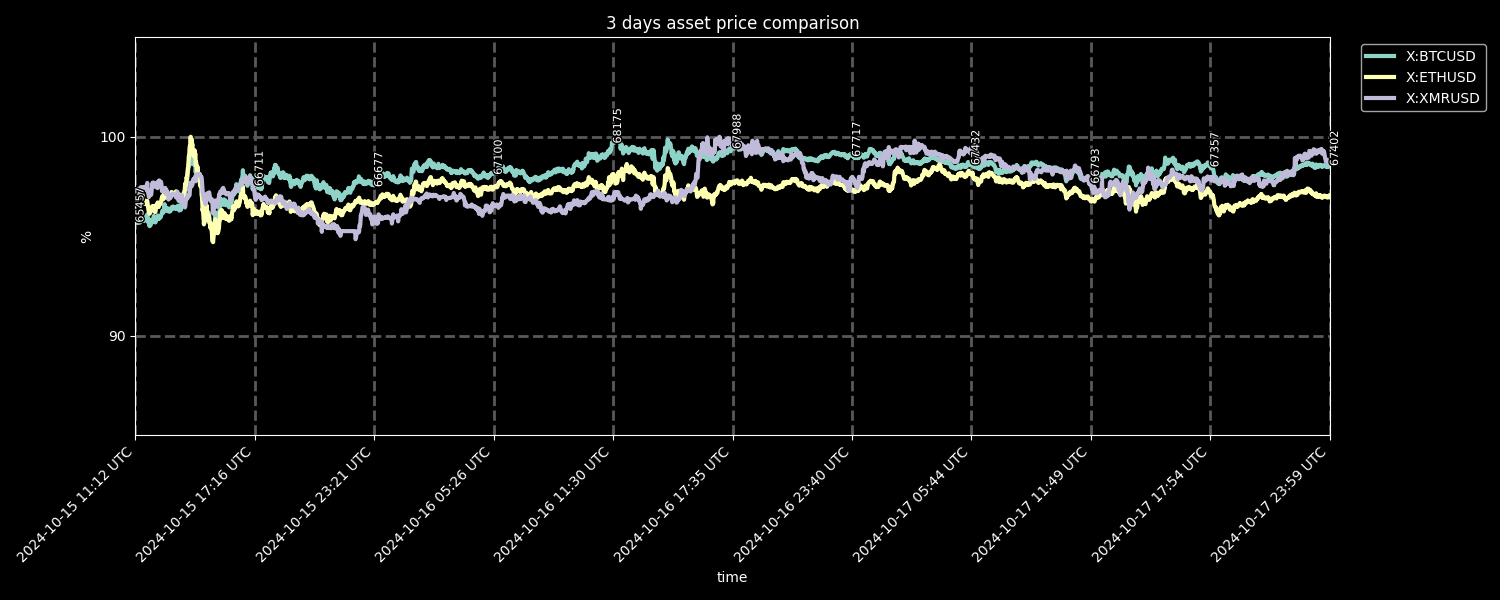 3 days asset price comparison
X:BTCUSD
X:ETHUSD
X:XMRUSD
100
90
%
66711
66677
67100
68175
67988
67717
67432
66793
67357
67402
2024-10-15 11:12 UTC
2024-10-15 17:16 UTC
2024-10-15 23:21 UTC
2024-10-16 05:26 UTC
2024-10-16 11:30 UTC
2024-10-16 17:35 UTC
2024-10-16 23:40 UTC
2024-10-17 05:44 UTC
2024-10-17 11:49 UTC
2024-10-17 17:54 UTC
2024-10-17 23:59 UTC
time